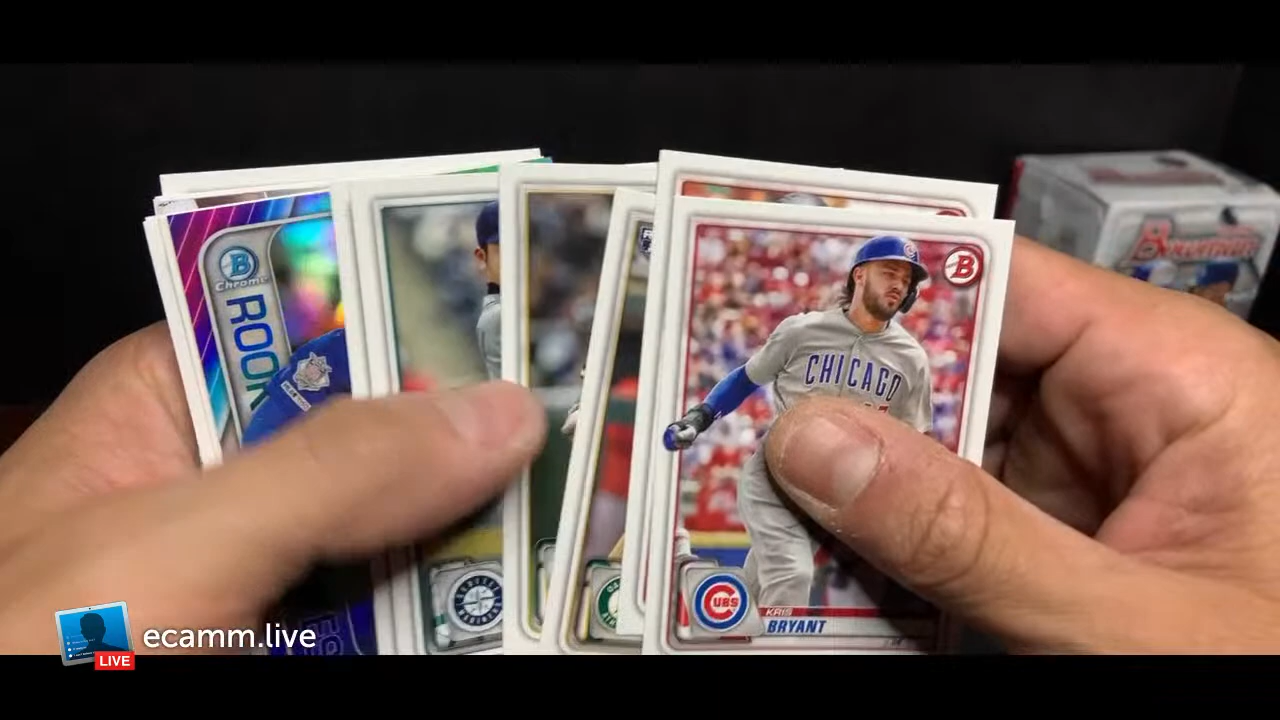 B
Chrome
ROOK
Bowman
B
CHICAGO
CUBS
KRIS
BRYANT
ecamm.live
LIVE